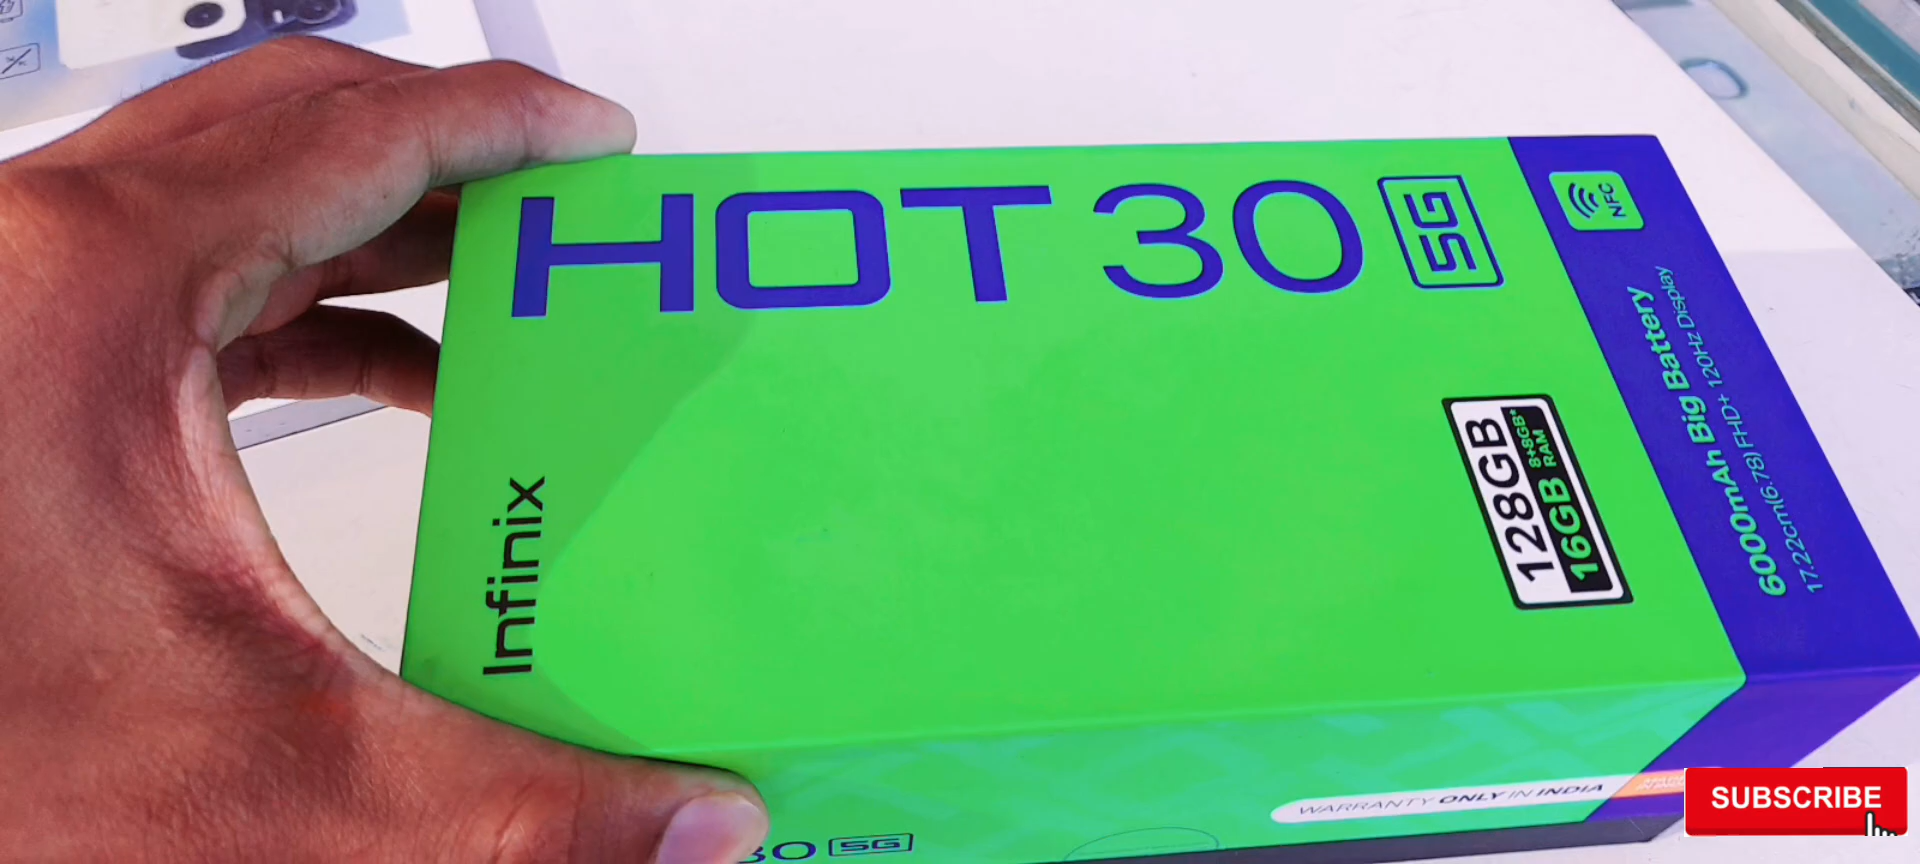 HOT 30 5G
Infinix
128GB
16GB 8+8GB*
RAM
NFC
6000mAh Big Battery
17.22cm(6.78) FHD+ 120Hz Display
WARRANTY ONLY IN INDIA
30 5G
SUBSCRIBE